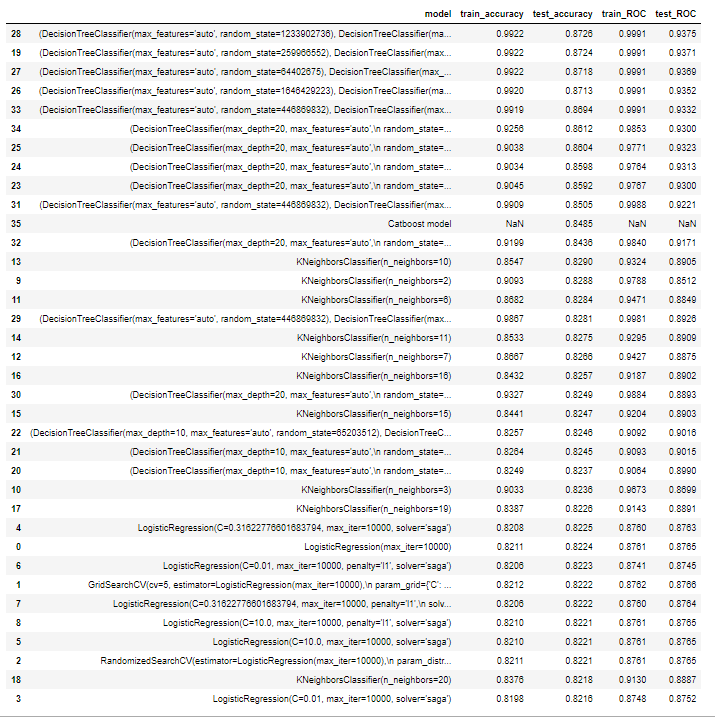 model train_accuracy test_accuracy train_ROC test_ROC
28 (DecisionTreeClassifier(max_features='auto', random_state=1233902736), DecisionTreeClassifier(ma... 0.9922 0.8726 0.9991 0.9375
19 (DecisionTreeClassifier(max_features='auto', random_state=259966552), DecisionTreeClassifier(max... 0.9922 0.8724 0.9991 0.9371
27 (DecisionTreeClassifier(max_features='auto', random_state=64402675), DecisionTreeClassifier(max_... 0.9922 0.8718 0.9991 0.9369
26 (DecisionTreeClassifier(max_features='auto', random_state=1646429223), DecisionTreeClassifier(ma... 0.9920 0.8713 0.9991 0.9352
33 (DecisionTreeClassifier(max_features='auto', random_state=446869832), DecisionTreeClassifier(max... 0.9919 0.8694 0.9991 0.9332
34 (DecisionTreeClassifier(max_depth=20, max_features='auto',\n random_state=... 0.9256 0.8612 0.9853 0.9300
25 (DecisionTreeClassifier(max_depth=20, max_features='auto',\n random_state=... 0.9038 0.8604 0.9771 0.9323
24 (DecisionTreeClassifier(max_depth=20, max_features='auto',\n random_state=... 0.9034 0.8598 0.9764 0.9313
23 (DecisionTreeClassifier(max_depth=20, max_features='auto',\n random_state=... 0.9045 0.8592 0.9767 0.9300
31 (DecisionTreeClassifier(max_features='auto', random_state=446869832), DecisionTreeClassifier(max... 0.9909 0.8505 0.9988 0.9221
35 Catboost model NaN 0.8485 NaN NaN
32 (DecisionTreeClassifier(max_depth=20, max_features='auto',\n random_state=... 0.9199 0.8436 0.9840 0.9171
13 KNeighborsClassifier(n_neighbors=10) 0.8547 0.8290 0.9324 0.8905
9 KNeighborsClassifier(n_neighbors=2) 0.9093 0.8288 0.9788 0.8512
11 KNeighborsClassifier(n_neighbors=6) 0.8682 0.8284 0.9471 0.8849
29 (DecisionTreeClassifier(max_features='auto', random_state=446869832), DecisionTreeClassifier(max... 0.9867 0.8281 0.9981 0.8926
14 KNeighborsClassifier(n_neighbors=11) 0.8533 0.8275 0.9295 0.8909
12 KNeighborsClassifier(n_neighbors=7) 0.8667 0.8266 0.9427 0.8875
16 KNeighborsClassifier(n_neighbors=16) 0.8432 0.8257 0.9187 0.8902
30 (DecisionTreeClassifier(max_depth=20, max_features='auto',\n random_state=... 0.9327 0.8249 0.9884 0.8893
15 KNeighborsClassifier(n_neighbors=15) 0.8441 0.8247 0.9204 0.8903
22 (DecisionTreeClassifier(max_depth=10, max_features='auto', random_state=65203512), DecisionTreeC... 0.8257 0.8246 0.9092 0.9016
21 (DecisionTreeClassifier(max_depth=10, max_features='auto',\n random_state=... 0.8264 0.8245 0.9093 0.9015
20 (DecisionTreeClassifier(max_depth=10, max_features='auto',\n random_state=... 0.8249 0.8237 0.9064 0.8990
10 KNeighborsClassifier(n_neighbors=3) 0.9033 0.8236 0.9673 0.8699
17 KNeighborsClassifier(n_neighbors=19) 0.8387 0.8226 0.9143 0.8891
4 LogisticRegression(C=0.31622776601683794, max_iter=10000, solver='saga') 0.8208 0.8225 0.8760 0.8763
0 LogisticRegression(max_iter=10000) 0.8211 0.8224 0.8761 0.8765
6 LogisticRegression(C=0.01, max_iter=10000, penalty='l1', solver='saga') 0.8206 0.8223 0.8741 0.8745
1 GridSearchCV(cv=5, estimator=LogisticRegression(max_iter=10000),\n param_grid={'C': ... 0.8212 0.8222 0.8762 0.8766
7 LogisticRegression(C=0.31622776601683794, max_iter=10000, penalty='l1',\n solv... 0.8206 0.8222 0.8760 0.8764
8 LogisticRegression(C=10.0, max_iter=10000, penalty='l1', solver='saga') 0.8210 0.8221 0.8761 0.8765
5 LogisticRegression(C=10.0, max_iter=10000, solver='saga') 0.8210 0.8221 0.8761 0.8765
2 RandomizedSearchCV(estimator=LogisticRegression(max_iter=10000),\n param_distr... 0.8211 0.8221 0.8761 0.8765
18 KNeighborsClassifier(n_neighbors=20) 0.8376 0.8218 0.9130 0.8887
3 LogisticRegression(C=0.01, max_iter=10000, solver='saga') 0.8198 0.8216 0.8748 0.8752